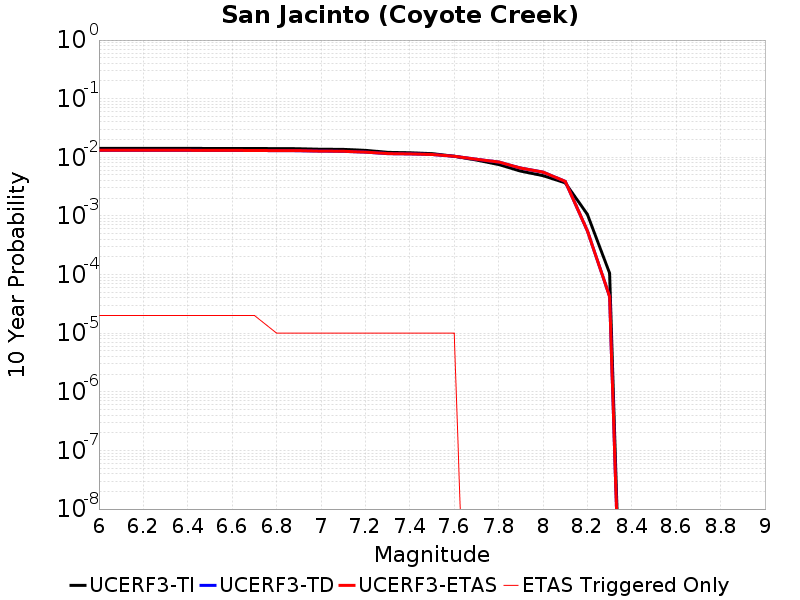 San Jacinto (Coyote Creek)
10 Year Probability
10^0
10^-1
10^-2
10^-3
10^-4
10^-5
10^-6
10^-7
10^-8
6 6.2 6.4 6.6 6.8 7 7.2 7.4 7.6 7.8 8 8.2 8.4 8.6 8.8 9
Magnitude
UCERF3-TI UCERF3-TD UCERF3-ETAS ETAS Triggered Only